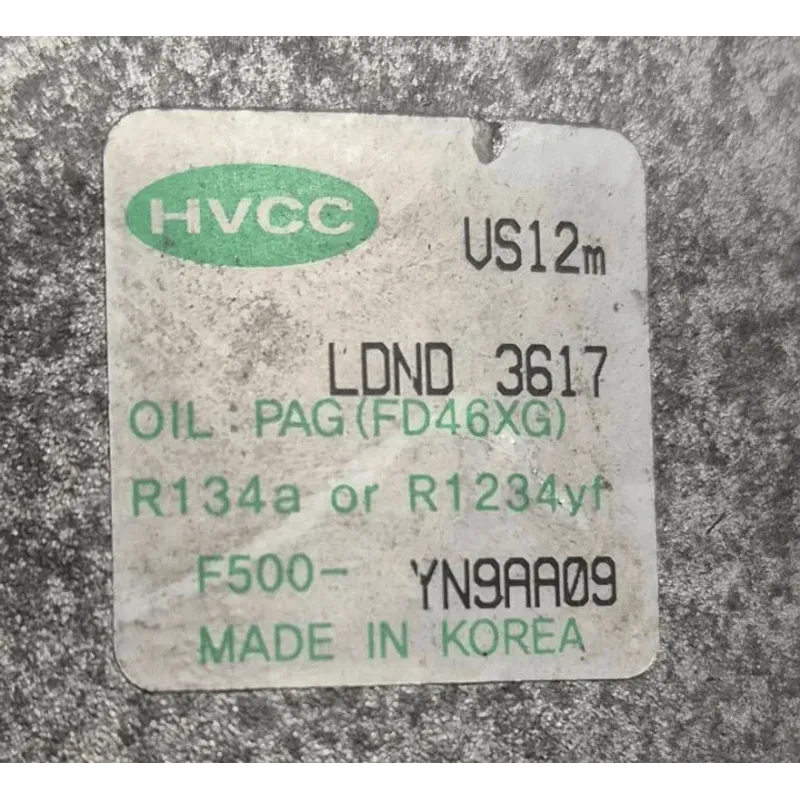 HVCC
VS12m
LDND 3617
OIL : PAG (FD46XG)
R134a or R1234yf
F500- YN9AA09
MADE IN KOREA